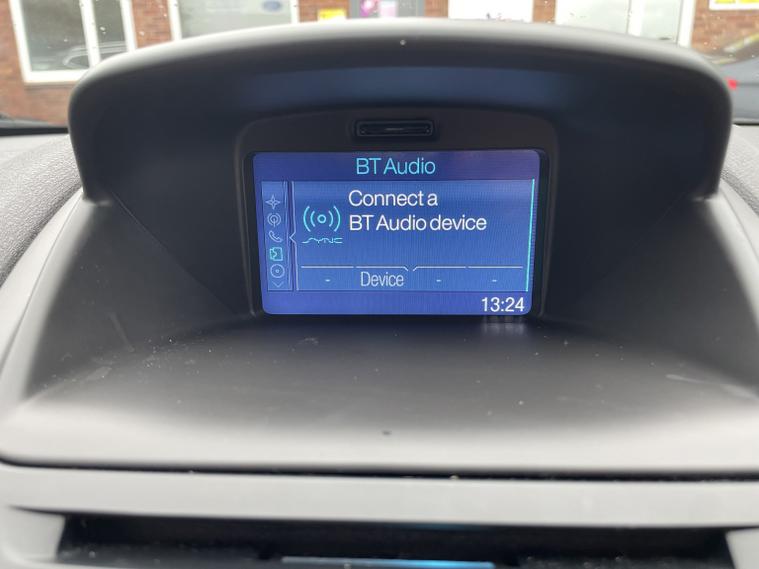 BT Audio
Connect a
BT Audio device
SYNC
- Device - -
13:24